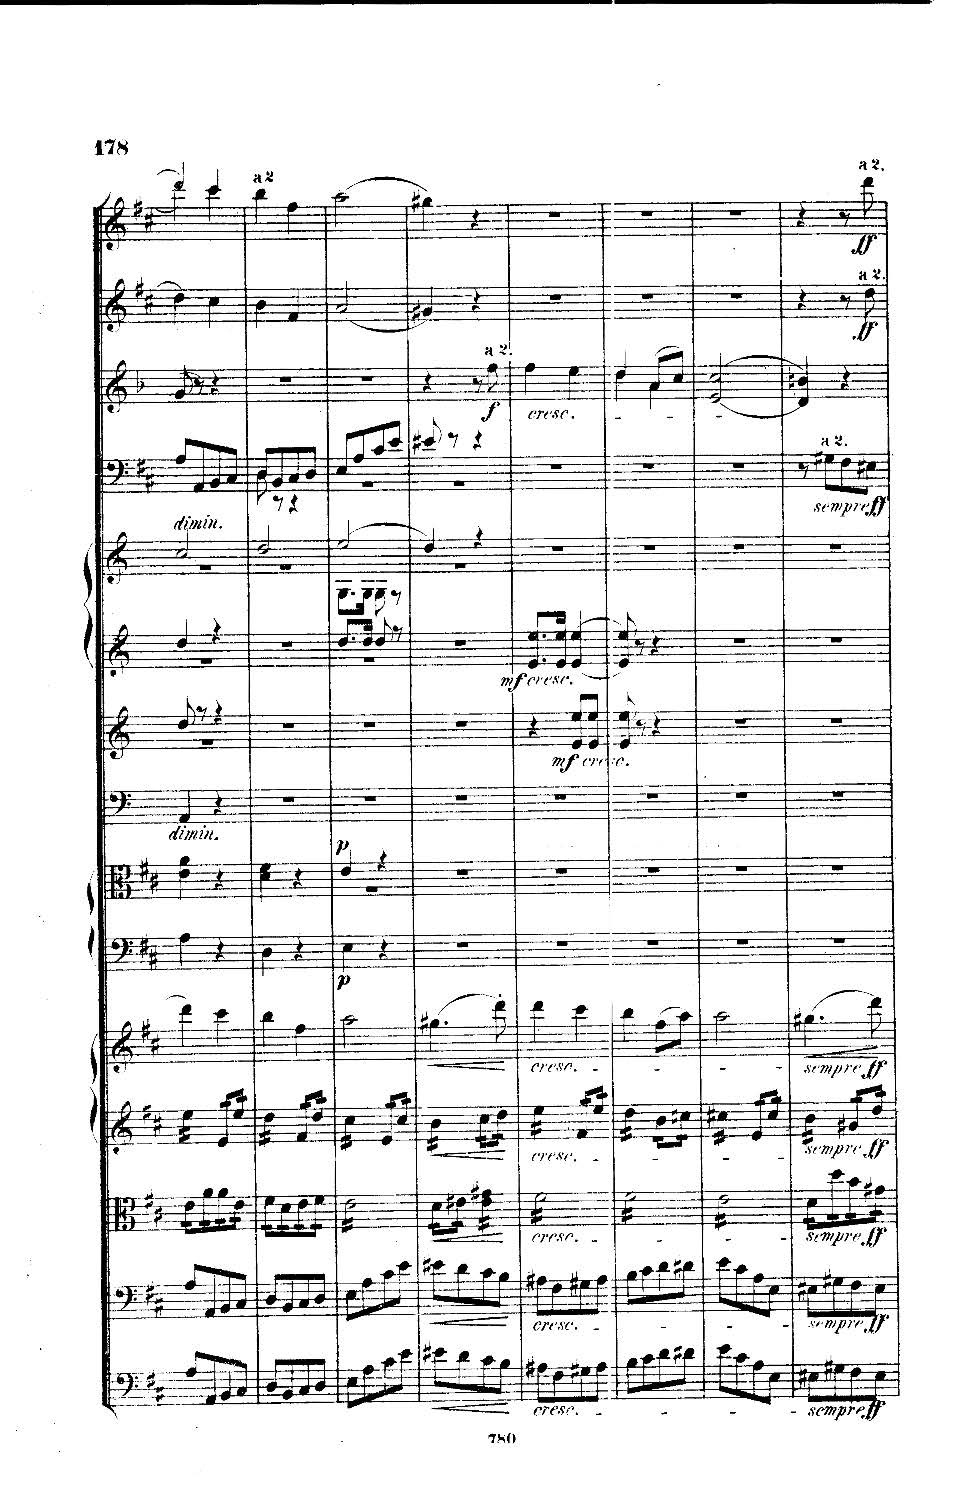 178
a 2
a 2.
ff
a 2.
ff
a 2.
f cresc.
a 2.
sempre ff
dimin.
mf cresc.
mf cresc.
dimin.
p
p
cresc. sempre ff
cresc. sempre ff
cresc. sempre ff
cresc. sempre ff
cresc. sempre ff
780